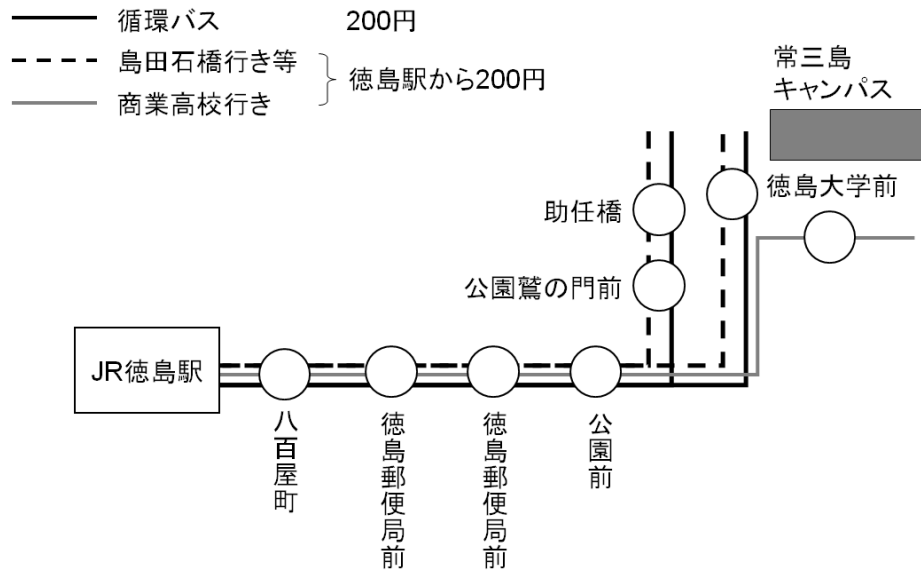 循環バス 200円
島田石橋行き等
徳島駅から200円
商業高校行き
常三島
キャンパス
徳島大学前
助任橋
公園鷲の門前
JR徳島駅
八百屋町
徳島郵便局前
徳島郵便局前
公園前